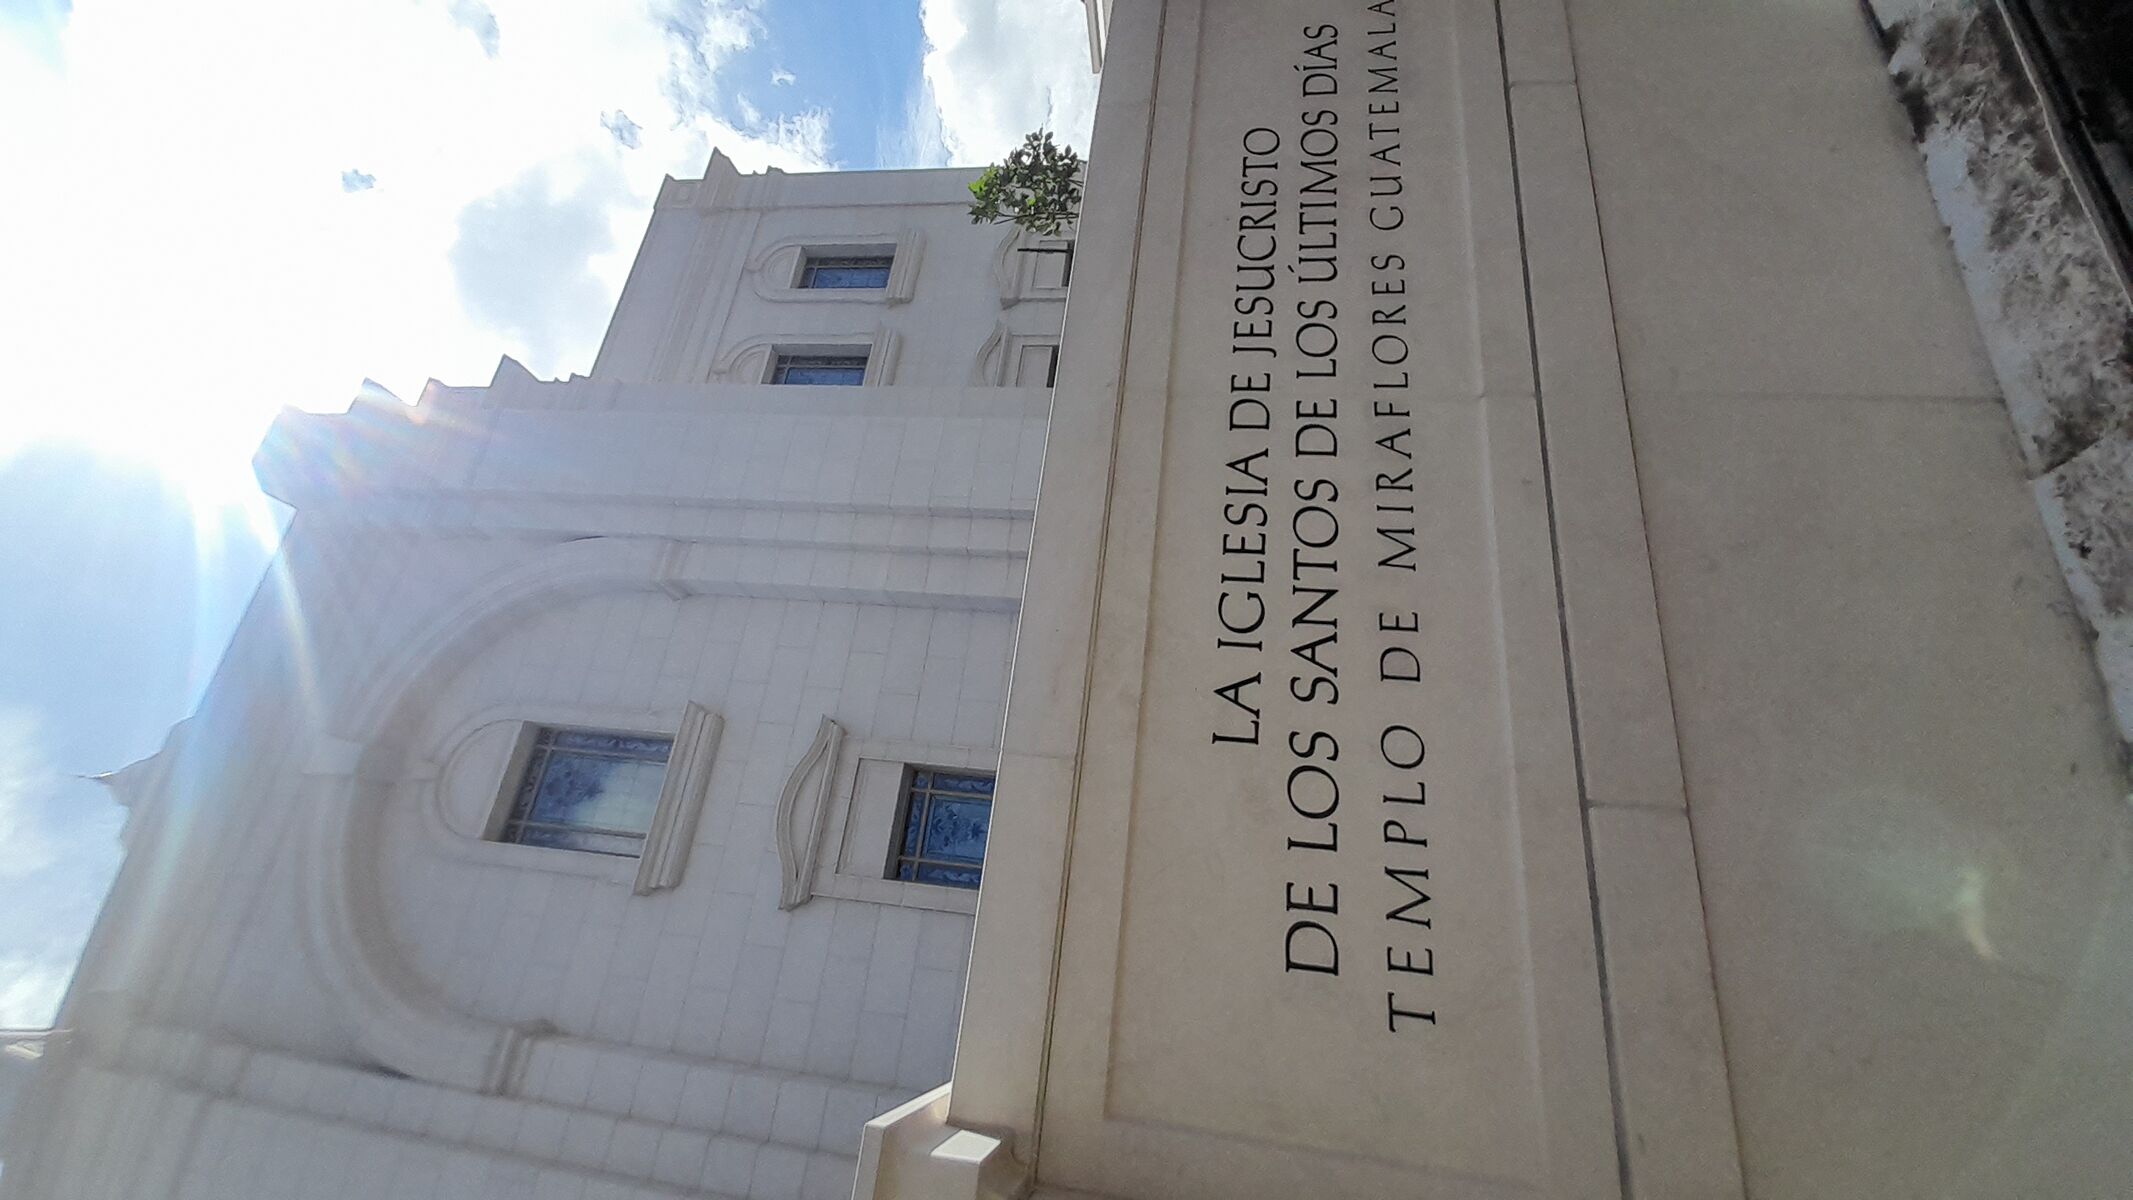 LA IGLESIA DE JESUCRISTO
DE LOS SANTOS DE LOS ÚLTIMOS DÍAS
TEMPLO DE MIRAFLORES GUATEMALA